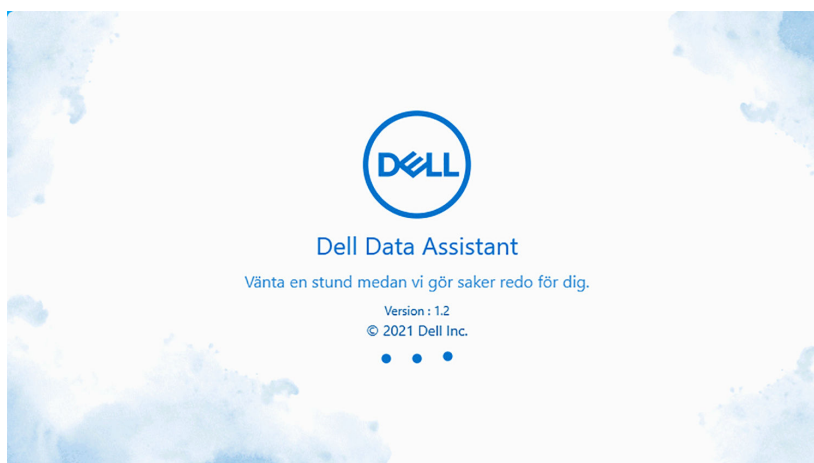 DELL
Dell Data Assistant
Vänta en stund medan vi gör saker redo för dig.
Version : 1.2
© 2021 Dell Inc.